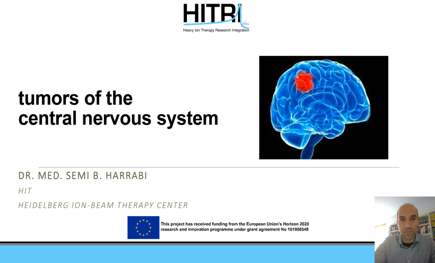 HITRI
Heavy Ion Therapy Research Integration
tumors of the
central nervous system
DR. MED. SEMI B. HARRABI
HIT
HEIDELBERG ION-BEAM THERAPY CENTER
This project has received funding from the European Union's Horizon 2020
research and innovation programme under grant agreement No 101008548